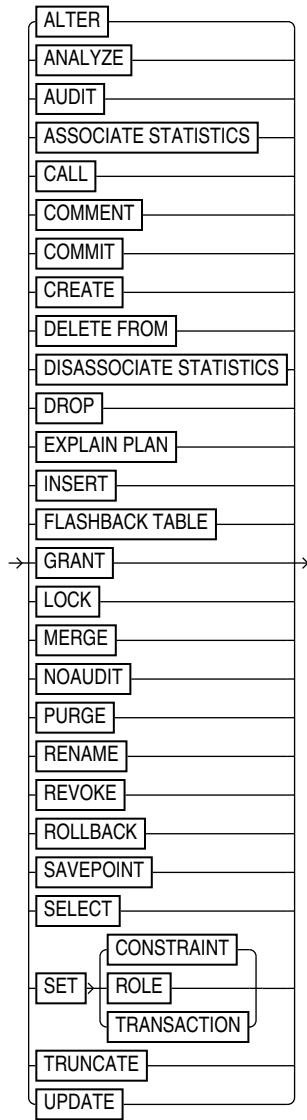 ALTER
ANALYZE
AUDIT
ASSOCIATE STATISTICS
CALL
COMMENT
COMMIT
CREATE
DELETE FROM
DISASSOCIATE STATISTICS
DROP
EXPLAIN PLAN
INSERT
FLASHBACK TABLE
GRANT
LOCK
MERGE
NOAUDIT
PURGE
RENAME
REVOKE
ROLLBACK
SAVEPOINT
SELECT
CONSTRAINT
SET ROLE
TRANSACTION
TRUNCATE
UPDATE